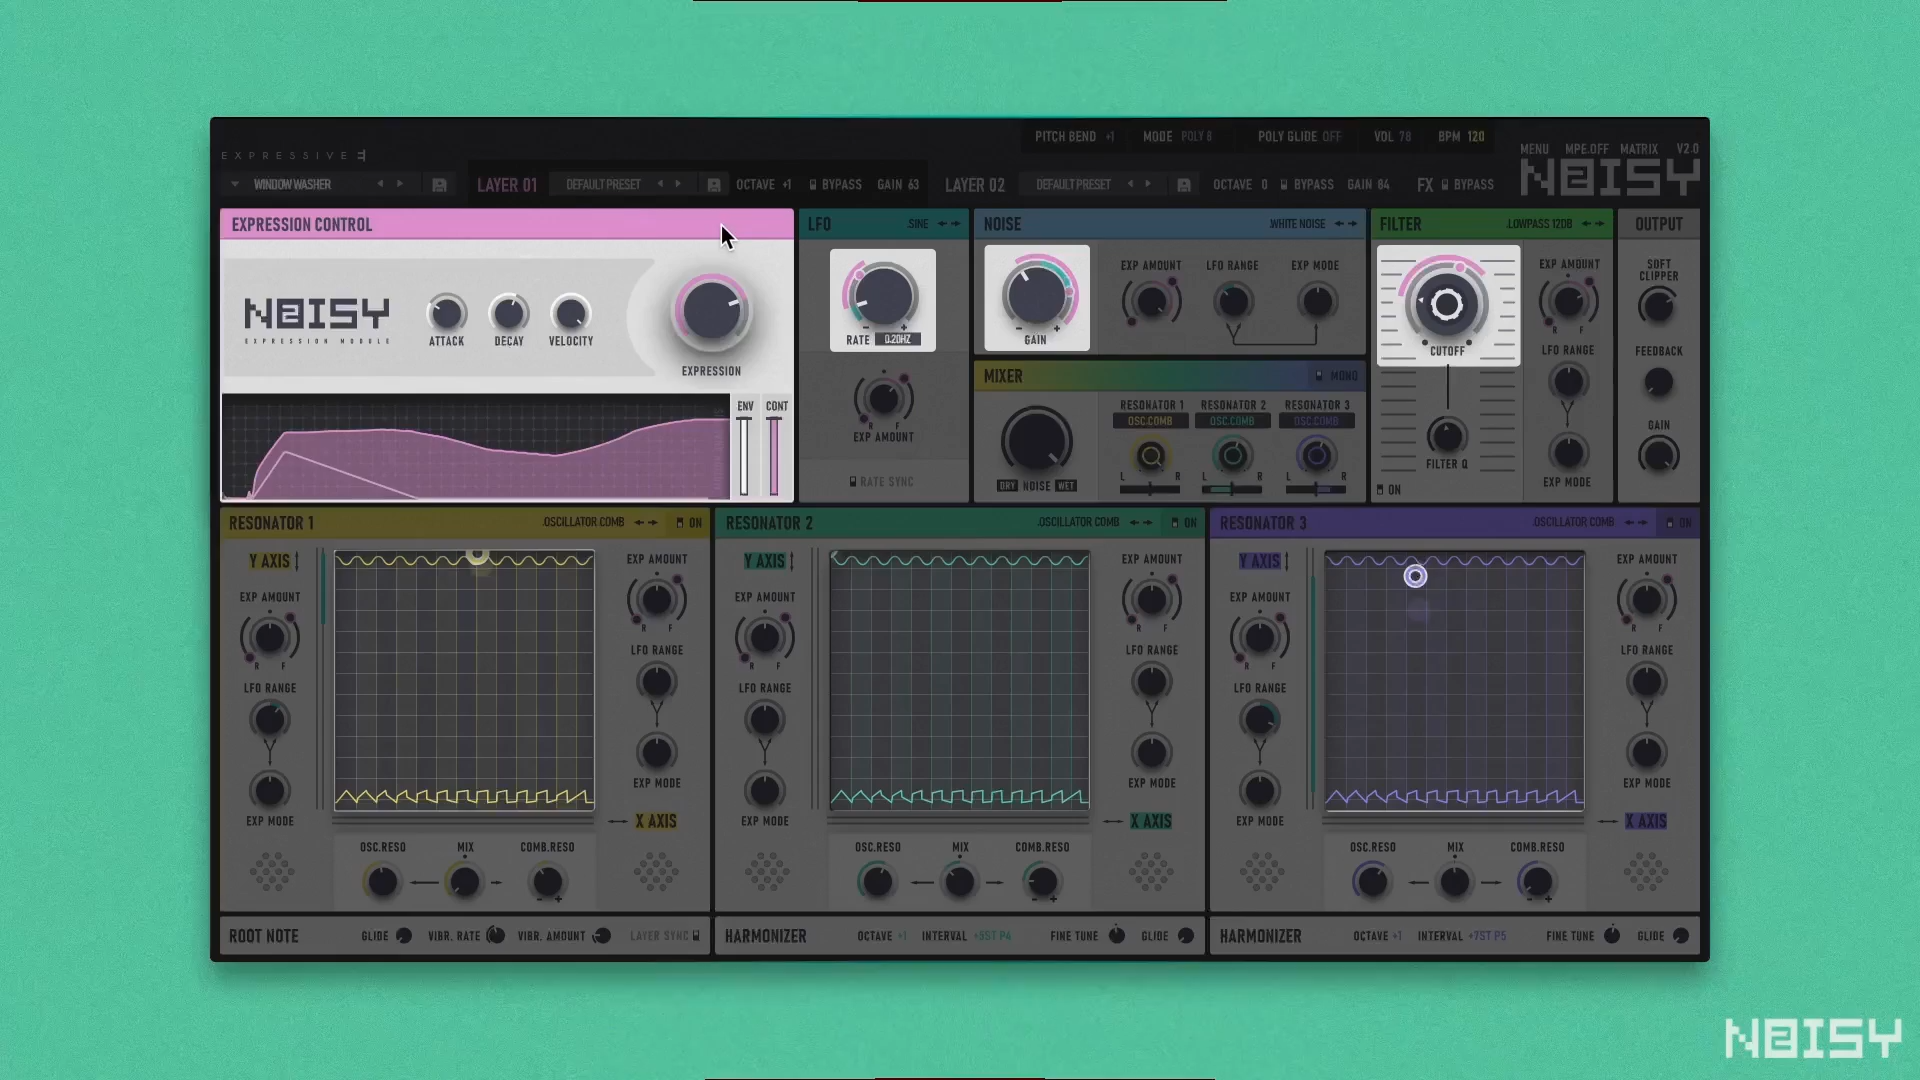 PITCH BEND +1 MODE POLY 8 POLY GLIDE OFF VOL 78 BPM 120
EXPRESSIVE E
MENU MPE.OFF MATRIX V2.0
WINDOW WASHER LAYER 01 DEFAULT PRESET OCTAVE +1 BYPASS GAIN 63 LAYER 02 DEFAULT PRESET OCTAVE 0 BYPASS GAIN 84 FX BYPASS NOISY
EXPRESSION CONTROL LFO SINE NOISE WHITE NOISE FILTER .LOWPASS 12DB OUTPUT
NOISY
EXPRESSION MODULE
ATTACK DECAY VELOCITY
EXPRESSION
RATE 0.20HZ
GAIN
EXP AMOUNT LFO RANGE EXP MODE
CUTOFF
EXP AMOUNT
R F
LFO RANGE
SOFT
CLIPPER
FEEDBACK
MIXER MONO
ENV CONT
R F
EXP AMOUNT
RATE SYNC
RESONATOR 1 RESONATOR 2 RESONATOR 3
OSC.COMB OSC.COMB OSC.COMB
L R L R L R
DRY NOISE WET
FILTER Q
ON
EXP MODE
GAIN
RESONATOR 1 .OSCILLATOR COMB ON
Y AXIS
EXP AMOUNT
R F
LFO RANGE
EXP MODE
EXP AMOUNT
R F
LFO RANGE
EXP MODE
X AXIS
OSC.RESO MIX COMB.RESO
RESONATOR 2 .OSCILLATOR COMB ON
Y AXIS
EXP AMOUNT
R F
LFO RANGE
EXP MODE
EXP AMOUNT
R F
LFO RANGE
EXP MODE
X AXIS
OSC.RESO MIX COMB.RESO
RESONATOR 3 .OSCILLATOR COMB ON
Y AXIS
EXP AMOUNT
R F
LFO RANGE
EXP MODE
EXP AMOUNT
R F
LFO RANGE
EXP MODE
X AXIS
OSC.RESO MIX COMB.RESO
ROOT NOTE GLIDE VIBR. RATE VIBR. AMOUNT LAYER SYNC
HARMONIZER OCTAVE +1 INTERVAL +5ST P4 FINE TUNE GLIDE
HARMONIZER OCTAVE +1 INTERVAL +7ST P5 FINE TUNE GLIDE
NOISY